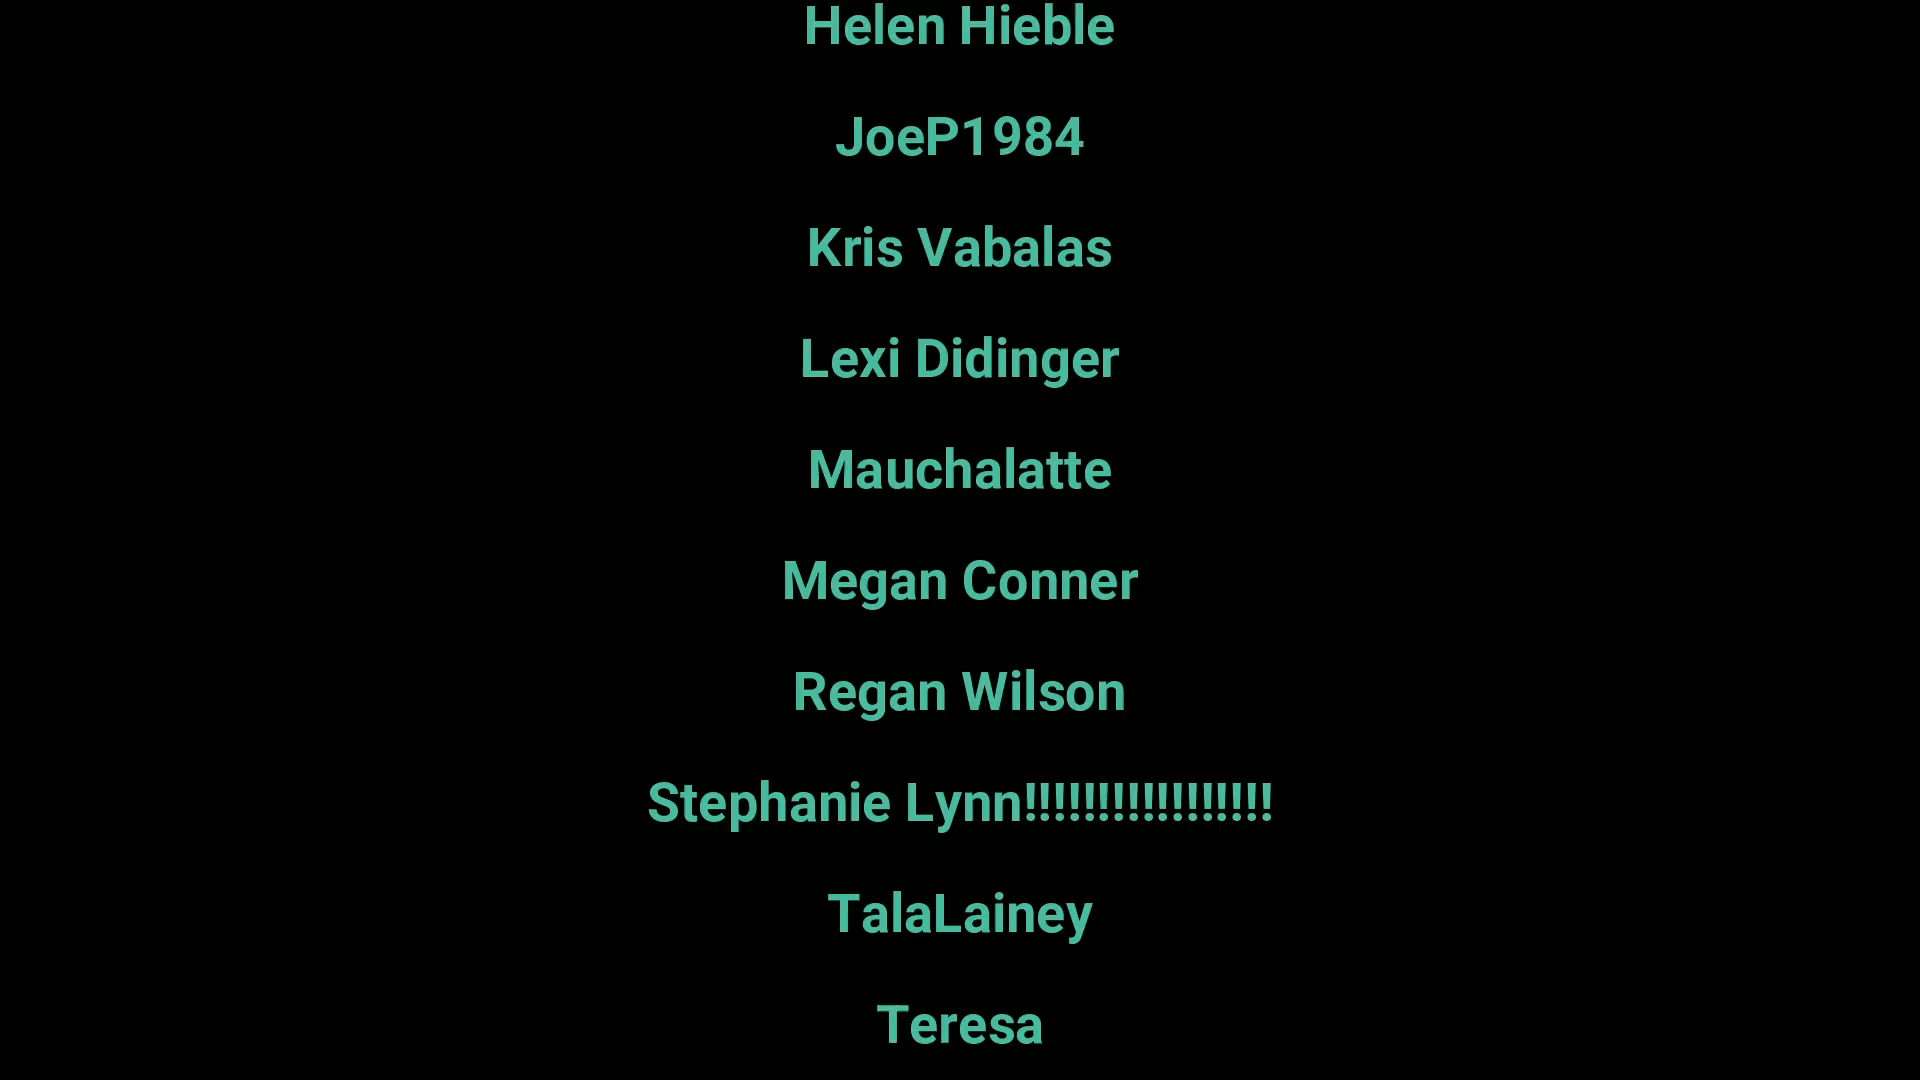 Helen Hieble
JoeP1984
Kris Vabalas
Lexi Didinger
Mauchalatte
Megan Conner
Regan Wilson
Stephanie Lynn!!!!!!!!!!!!!!!!!
TalaLainey
Teresa